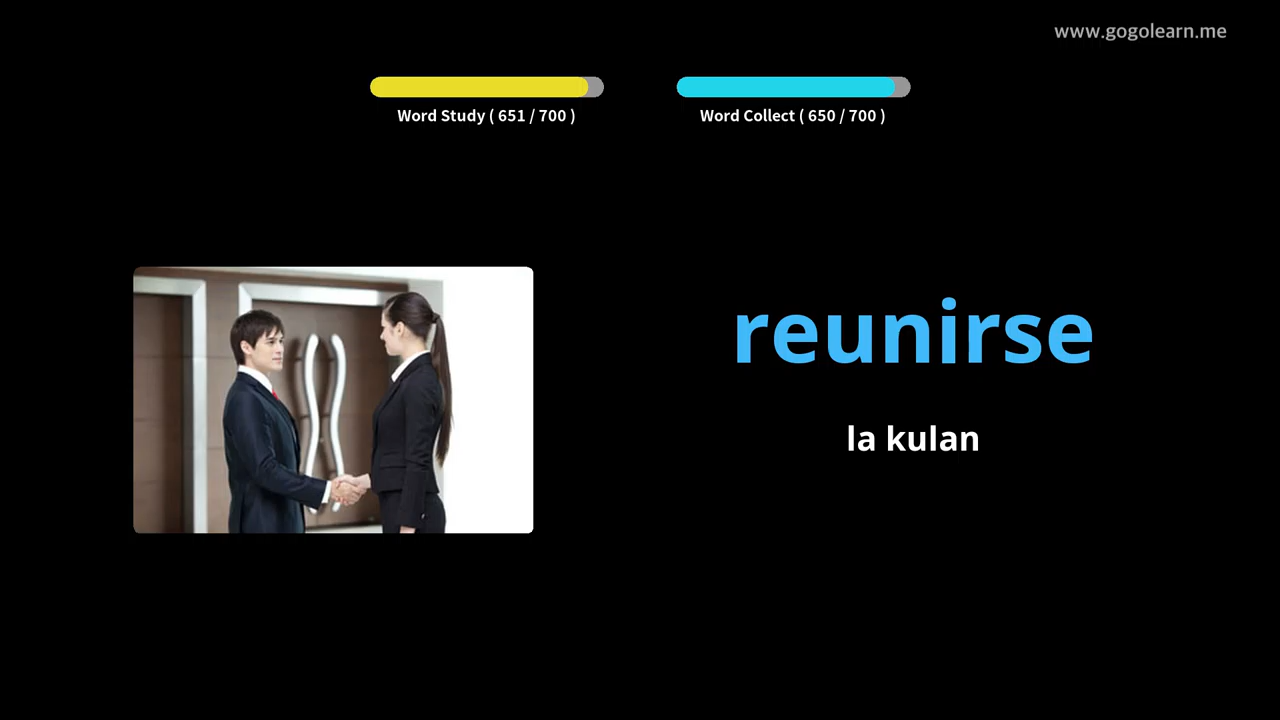 www.gogolearn.me
Word Study ( 651 / 700 )
Word Collect ( 650 / 700 )
reunirse
la kulan